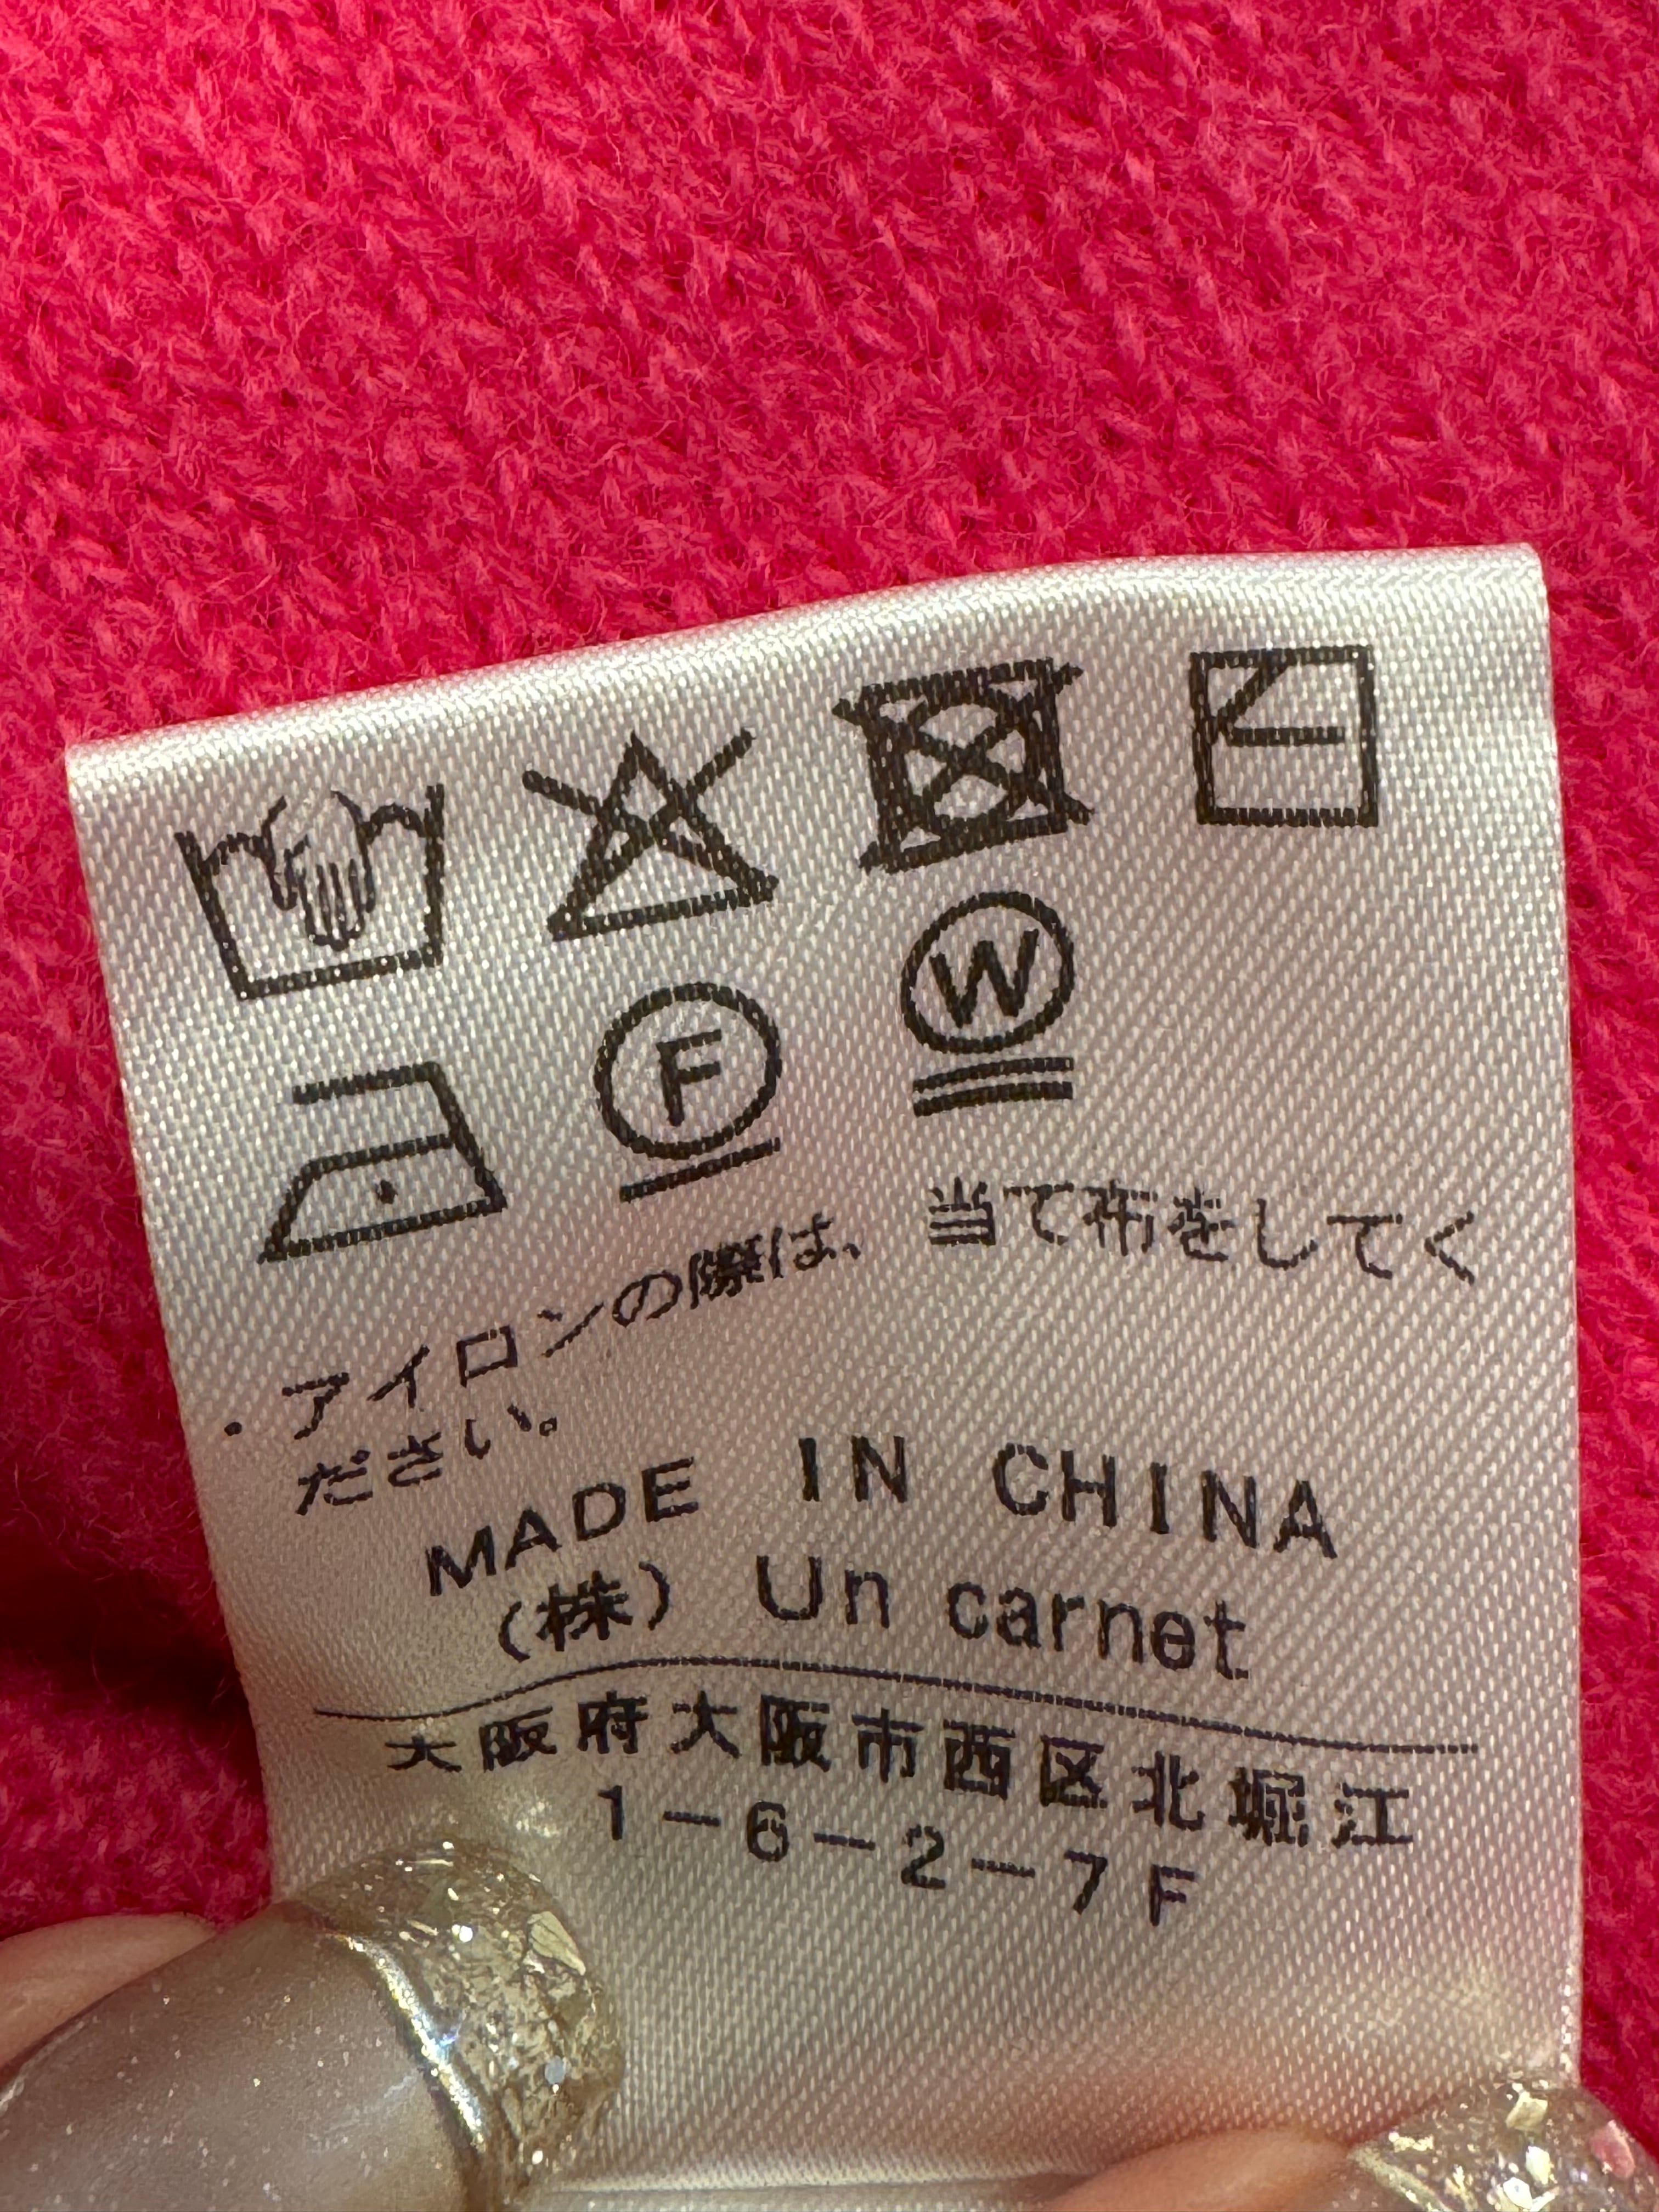 F
W
・アイロンの際は、当て布をしてく
ださい。
MADE IN CHINA
(株) Un carnet
大阪府大阪市西区北堀江
1-6-2-7F